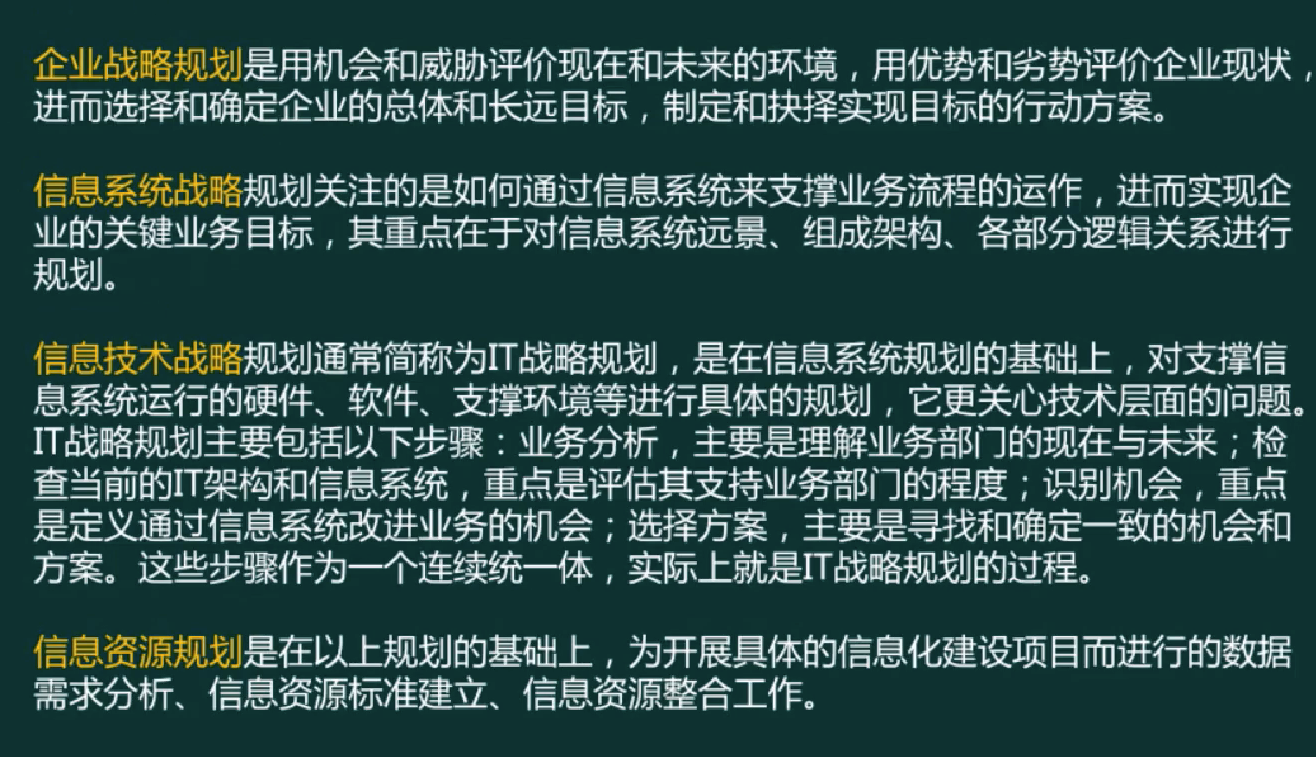 企业战略规划是用机会和威胁评价现在和未来的环境，用优势和劣势评价企业现状，
进而选择和确定企业的总体和长远目标，制定和抉择实现目标的行动方案。
信息系统战略规划关注的是如何通过信息系统来支撑业务流程的运作，进而实现企
业的关键业务目标，其重点在于对信息系统远景、组成架构、各部分逻辑关系进行
规划。
信息技术战略规划通常简称为IT战略规划，是在信息系统规划的基础上，对支撑信
息系统运行的硬件、软件、支撑环境等进行具体的规划，它更关心技术层面的问题。
IT战略规划主要包括以下步骤：业务分析，主要是理解业务部门的现在与未来；检
查当前的IT架构和信息系统，重点是评估其支持业务部门的程度；识别机会，重点
是定义通过信息系统改进业务的机会；选择方案，主要是寻找和确定一致的机会和
方案。这些步骤作为一个连续统一体，实际上就是IT战略规划的过程。
信息资源规划是在以上规划的基础上，为开展具体的信息化建设项目而进行的数据
需求分析、信息资源标准建立、信息资源整合工作。